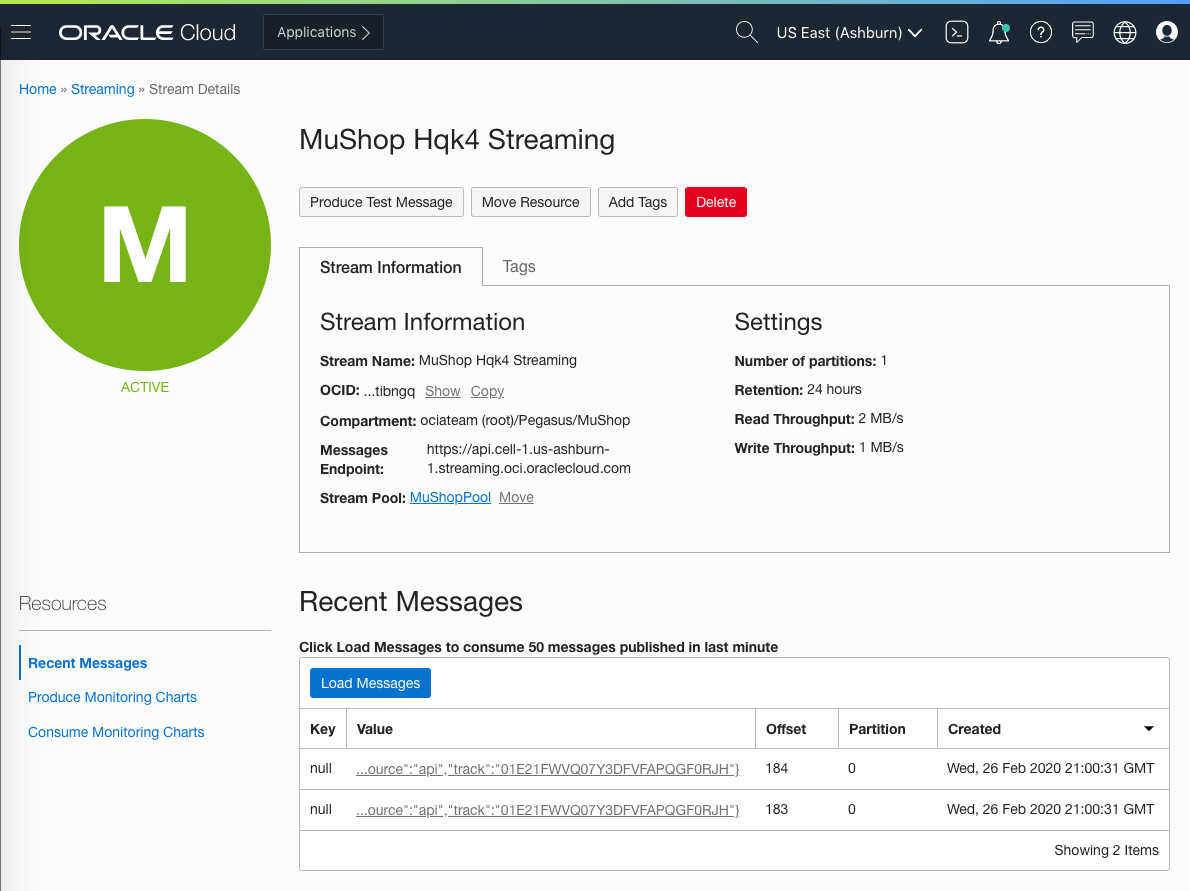 ORACLE Cloud
Applications
US East (Ashburn)
Home » Streaming » Stream Details
M
ACTIVE
MuShop Hqk4 Streaming
Produce Test Message
Move Resource
Add Tags
Delete
Stream Information
Tags
Stream Information
Stream Name: MuShop Hqk4 Streaming
OCID: ...tibngq Show Copy
Compartment: ociateam (root)/Pegasus/MuShop
Messages Endpoint: https://api.cell-1.us-ashburn-
1.streaming.oci.oraclecloud.com
Stream Pool: MuShopPool Move
Settings
Number of partitions: 1
Retention: 24 hours
Read Throughput: 2 MB/s
Write Throughput: 1 MB/s
Resources
Recent Messages
Produce Monitoring Charts
Consume Monitoring Charts
Recent Messages
Click Load Messages to consume 50 messages published in last minute
Load Messages
Key Value Offset Partition Created
null ...ource":"api","track":"01E21FWVQ07Y3DFVFAPQGF0RJH"} 184 0 Wed, 26 Feb 2020 21:00:31 GMT
null ...ource":"api","track":"01E21FWVQ07Y3DFVFAPQGF0RJH"} 183 0 Wed, 26 Feb 2020 21:00:31 GMT
Showing 2 Items